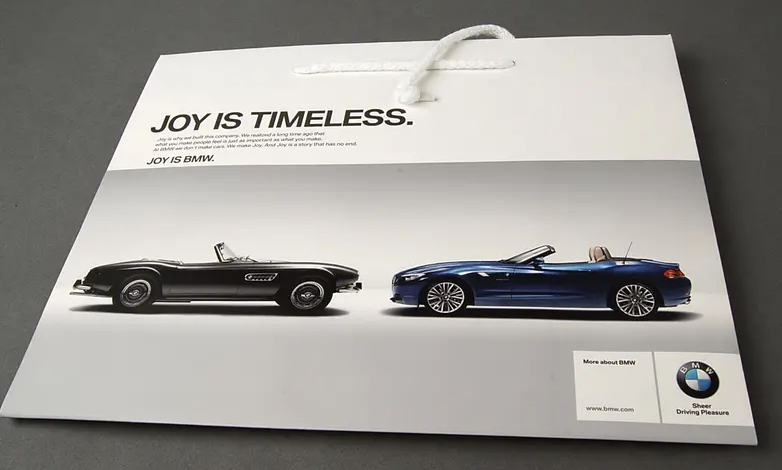 JOY IS TIMELESS.
Joy is why we built this company. We realized a long time ago that
what you make people feel is just as important as what you make.
At BMW we don't make cars. We make Joy. And Joy is a story that has no end.
JOY IS BMW.
More about BMW
www.bmw.com
BMW
Sheer
Driving Pleasure